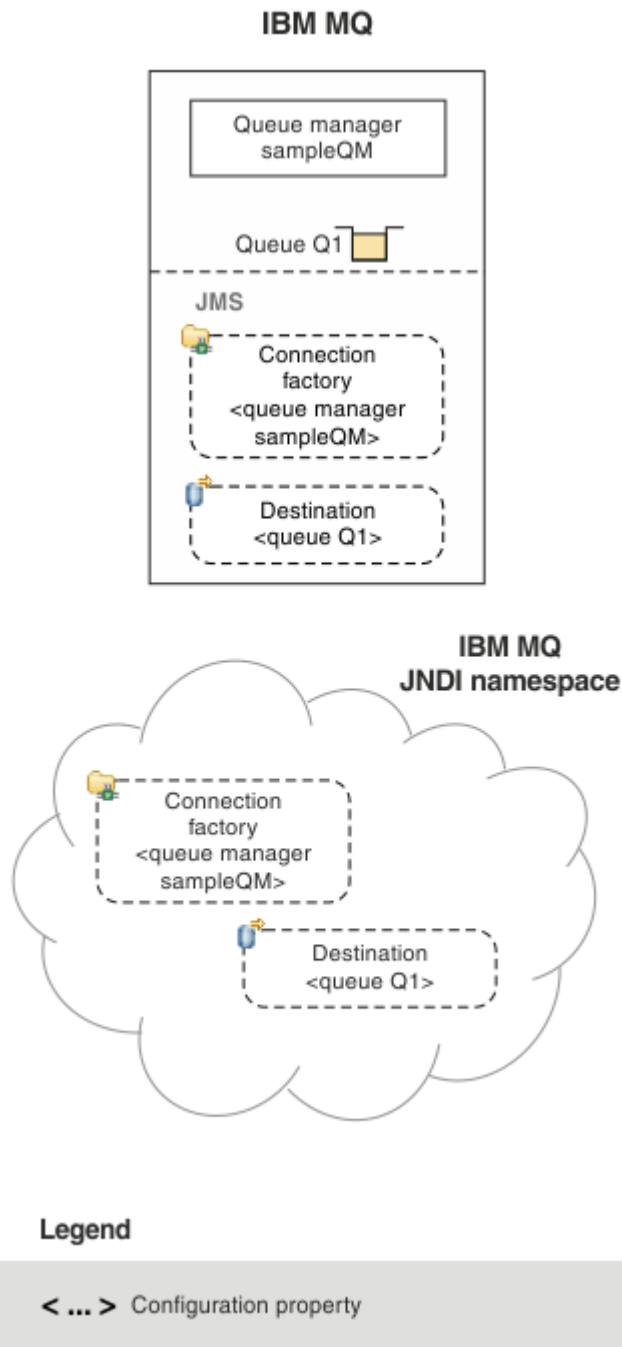 IBM MQ
Queue manager
sampleQM
Queue Q1
JMS
Connection
factory
<queue manager
sampleQM>
Destination
<queue Q1>
IBM MQ
JNDI namespace
Connection
factory
<queue manager
sampleQM>
Destination
<queue Q1>
Legend
< ... > Configuration property